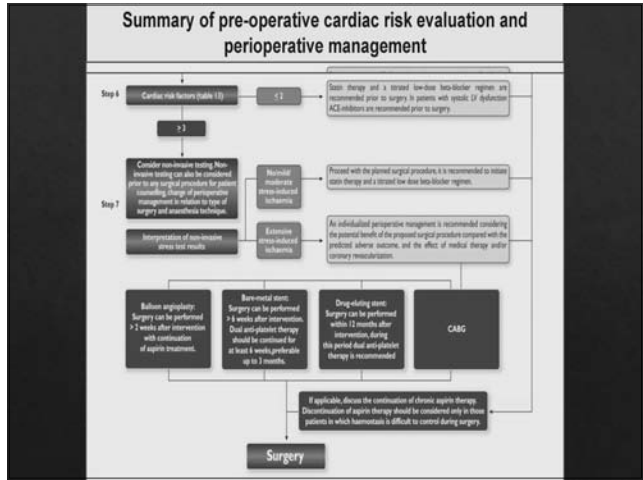 Summary of pre-operative cardiac risk evaluation and
perioperative management
Step 6
Cardiac risk factors (table 13)
≤ 2
Statin therapy and a titrated low-dose beta-blocker regimen are
recommended prior to surgery. In patients with systolic LV dysfunction
ACE-inhibitors are recommended prior to surgery.
≥ 3
Consider non-invasive testing. Non-
invasive testing can also be considered
prior to any surgical procedure for patient
counselling, change of perioperative
management in relation to type of
surgery and anaesthesia technique.
No/mild/
moderate
stress-induced
ischaemia
Proceed with the planned surgical procedure, it is recommended to initiate
statin therapy and a titrated low dose beta-blocker regimen.
Step 7
Interpretation of non-invasive
stress test results
Extensive
stress-induced
ischaemia
An individualized perioperative management is recommended considering
the potential benefit of the proposed surgical procedure compared with the
predicted adverse outcome, and the effect of medical therapy and/or
coronary revascularization.
Balloon angioplasty:
Surgery can be performed
> 2 weeks after intervention
with continuation
of aspirin treatment.
Bare-metal stent:
Surgery can be performed
> 6 weeks after intervention.
Dual anti-platelet therapy
should be continued for
at least 6 weeks, preferable
up to 3 months.
Drug-eluting stent:
Surgery can be performed
within 12 months after
intervention, during
this period dual anti-platelet
therapy is recommended
CABG
If applicable, discuss the continuation of chronic aspirin therapy.
Discontinuation of aspirin therapy should be considered only in those
patients in which haemostasis is difficult to control during surgery.
Surgery